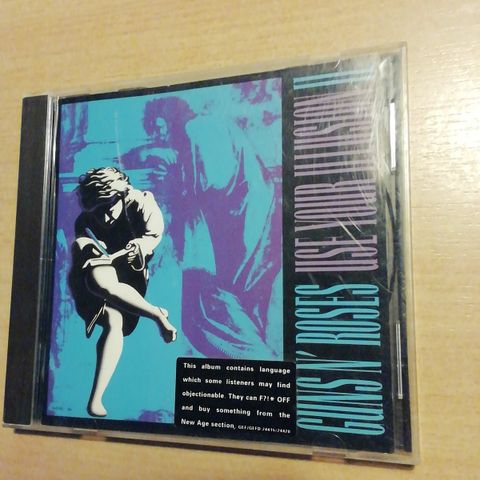 GUNS N' ROSES USE YOUR ILLUSION II
This album contains language
which some listeners may find
objectionable. They can F?!* OFF
and buy something from the
New Age section,